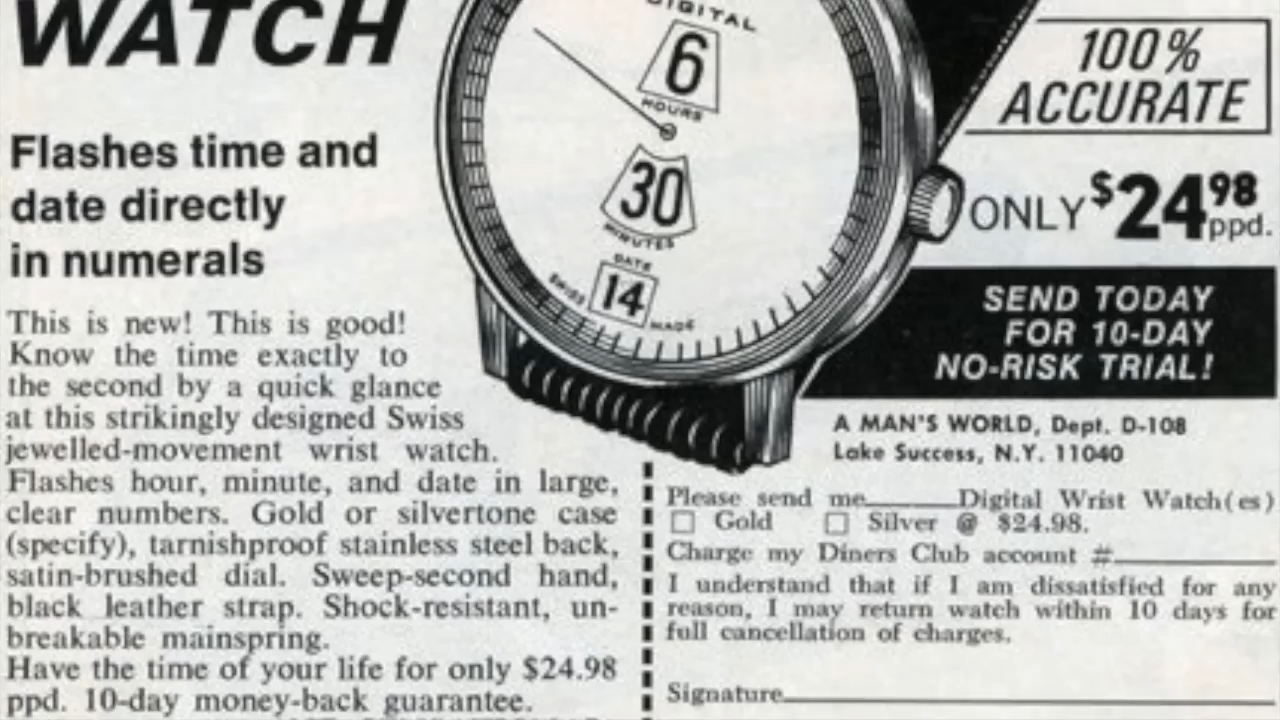 WATCH
Flashes time and
date directly
in numerals
This is new! This is good!
Know the time exactly to
the second by a quick glance
at this strikingly designed Swiss
jewelled-movement wrist watch.
Flashes hour, minute, and date in large,
clear numbers. Gold or silvertone case
(specify), tarnishproof stainless steel back,
satin-brushed dial. Sweep-second hand,
black leather strap. Shock-resistant, un-
breakable mainspring.
Have the time of your life for only $24.98
ppd. 10-day money-back guarantee.
DIGITAL
6
HOURS
30
MINUTES
DATE
14
SWISS MADE
100%
ACCURATE
ONLY $24.98 ppd.
SEND TODAY
FOR 10-DAY
NO-RISK TRIAL!
A MAN'S WORLD, Dept. D-108
Lake Success, N.Y. 11040
Please send me______Digital Wrist Watch(es)
□ Gold □ Silver @ $24.98.
Charge my Diners Club account #__________
I understand that if I am dissatisfied for any
reason, I may return watch within 10 days for
full cancellation of charges.
Signature______________________________